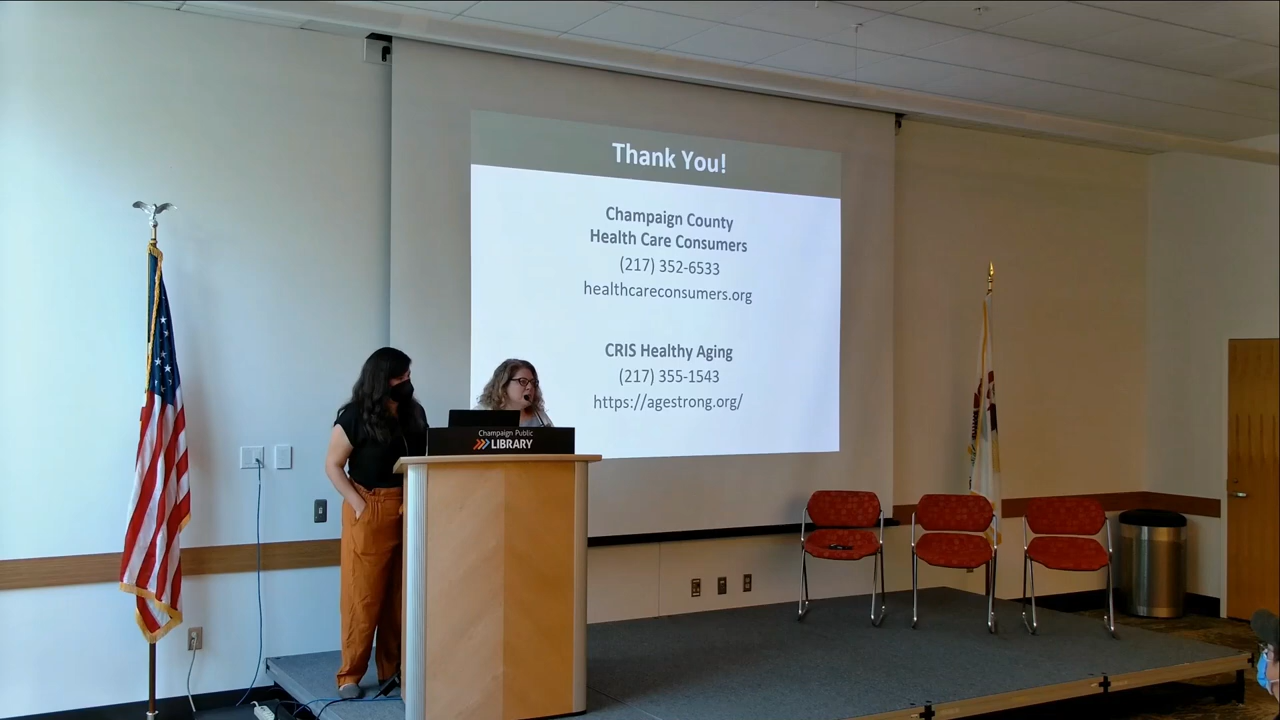 Thank You!
Champaign County
Health Care Consumers
(217) 352-6533
healthcareconsumers.org
CRIS Healthy Aging
(217) 355-1543
https://agestrong.org/
Champaign Public
LIBRARY